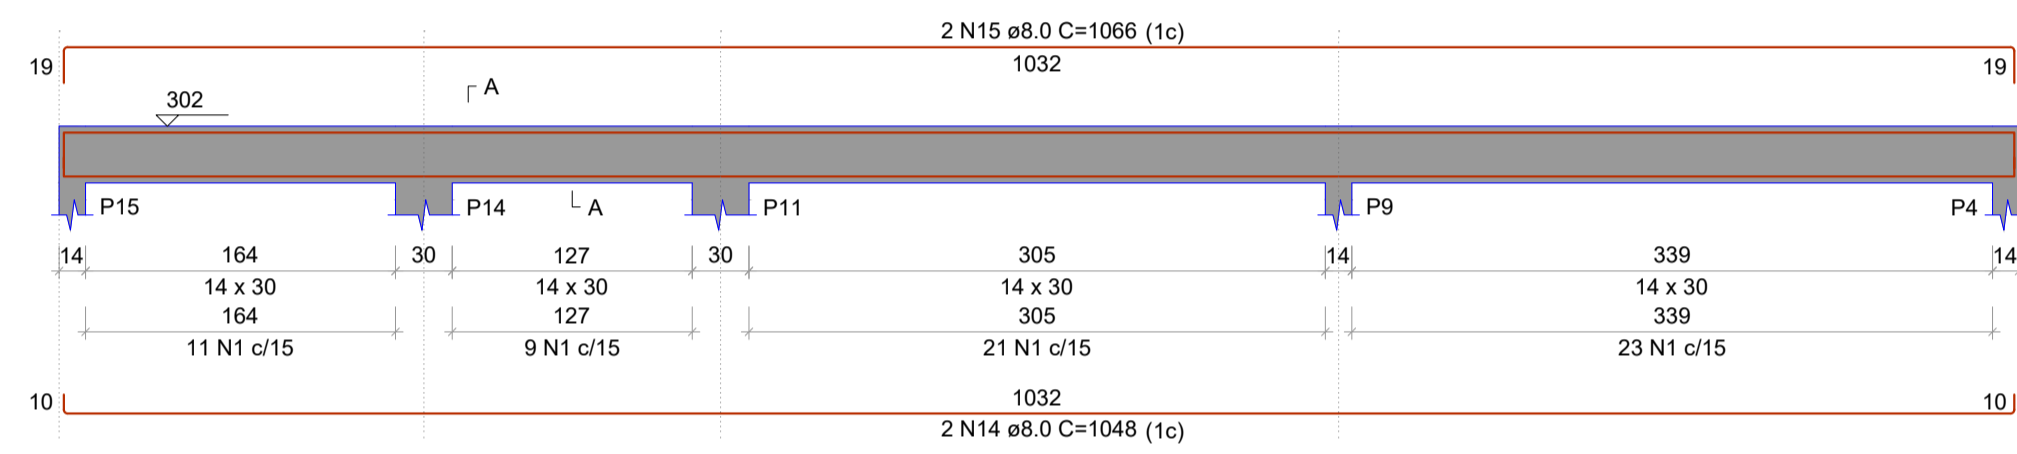 2 N15 ø8.0 C=1066 (1c)
19 1032 19
A
302
P15 P14 A P11 P9 P4
14 164 30 127 30 305 14 339 14
14 x 30 14 x 30 14 x 30 14 x 30
164 127 305 339
11 N1 c/15 9 N1 c/15 21 N1 c/15 23 N1 c/15
10 1032 10
2 N14 ø8.0 C=1048 (1c)